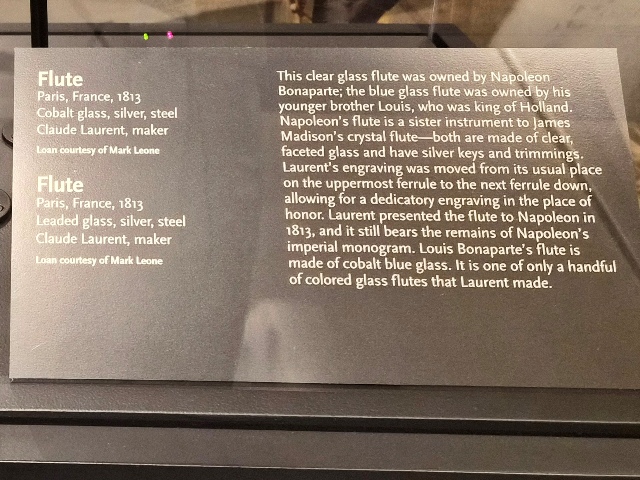 Flute
Paris, France, 1813
Cobalt glass, silver, steel
Claude Laurent, maker
Loan courtesy of Mark Leone
Flute
Paris, France, 1813
Leaded glass, silver, steel
Claude Laurent, maker
Loan courtesy of Mark Leone
This clear glass flute was owned by Napoleon
Bonaparte; the blue glass flute was owned by his
younger brother Louis, who was king of Holland.
Napoleon's flute is a sister instrument to James
Madison's crystal flute—both are made of clear,
faceted glass and have silver keys and trimmings.
Laurent's engraving was moved from its usual place
on the uppermost ferrule to the next ferrule down,
allowing for a dedicatory engraving in the place of
honor. Laurent presented the flute to Napoleon in
1813, and it still bears the remains of Napoleon's
imperial monogram. Louis Bonaparte's flute is
made of cobalt blue glass. It is one of only a handful
of colored glass flutes that Laurent made.